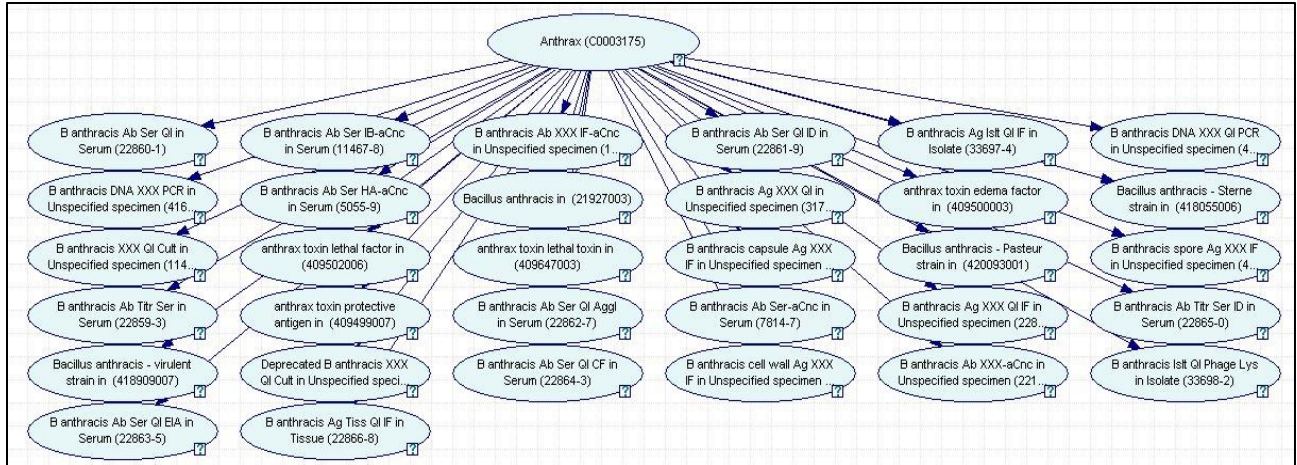 Anthrax (C0003175)
?
B anthracis Ab Ser Ql in
Serum (22860-1)
?
B anthracis Ab Ser IB-aCnc
in Serum (11467-8)
?
B anthracis Ab XXX IF-aCnc
in Unspecified specimen (1...
?
B anthracis Ab Ser Ql ID in
Serum (22861-9)
?
B anthracis Ag Islt Ql IF in
Isolate (33697-4)
?
B anthracis DNA XXX Ql PCR
in Unspecified specimen (4...
?
B anthracis DNA XXX PCR in
Unspecified specimen (416...
?
B anthracis Ab Ser HA-aCnc
in Serum (5055-9)
?
Bacillus anthracis in (21927003)
?
B anthracis Ag XXX Ql in
Unspecified specimen (317...
?
anthrax toxin edema factor
in (409500003)
?
Bacillus anthracis - Sterne
strain in (418055006)
?
B anthracis XXX Ql Cult in
Unspecified specimen (114...
?
anthrax toxin lethal factor in
(409502006)
?
anthrax toxin lethal toxin in
(409647003)
?
B anthracis capsule Ag XXX
IF in Unspecified specimen ...
?
Bacillus anthracis - Pasteur
strain in (420093001)
?
B anthracis spore Ag XXX IF
in Unspecified specimen (4...
?
B anthracis Ab Titr Ser in
Serum (22859-3)
?
anthrax toxin protective
antigen in (409499007)
?
B anthracis Ab Ser Ql Aggl
in Serum (22862-7)
?
B anthracis Ab Ser-aCnc in
Serum (7814-7)
?
B anthracis Ag XXX Ql IF in
Unspecified specimen (228...
?
B anthracis Ab Titr Ser ID in
Serum (22865-0)
?
Bacillus anthracis - virulent
strain in (418909007)
?
Deprecated B anthracis XXX
Ql Cult in Unspecified speci...
?
B anthracis Ab Ser Ql CF in
Serum (22864-3)
?
B anthracis cell wall Ag XXX
IF in Unspecified specimen ...
?
B anthracis Ab XXX-aCnc in
Unspecified specimen (221...
?
B anthracis Islt Ql Phage Lys
in Isolate (33698-2)
?
B anthracis Ab Ser Ql EIA in
Serum (22863-5)
?
B anthracis Ag Tiss Ql IF in
Tissue (22866-8)
?